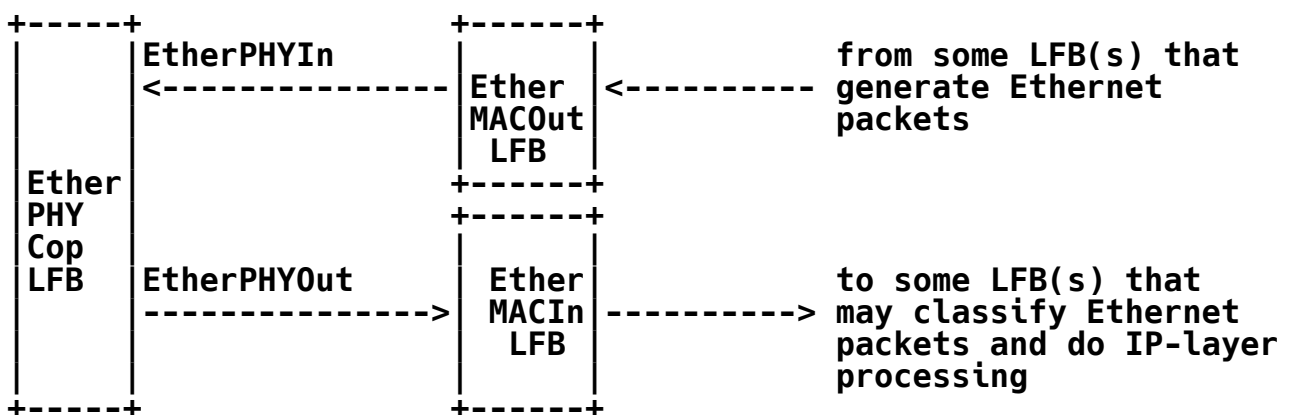 EtherPHYIn from some LFB(s) that
Ether generate Ethernet
MACOut packets
LFB
Ether
PHY
Cop
LFB EtherPHYOut Ether to some LFB(s) that
MACIn may classify Ethernet
LFB packets and do IP-layer
processing